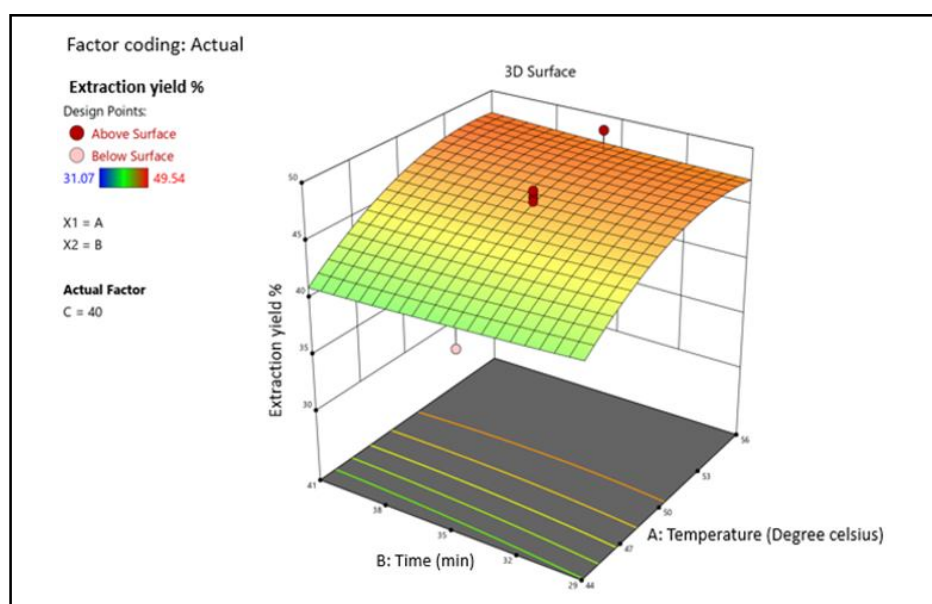 Factor coding: Actual
Extraction yield %
Design Points:
Above Surface
Below Surface
31.07 49.54
X1 = A
X2 = B
Actual Factor
C = 40
3D Surface
50
45
40
35
30
Extraction yield %
41
38
35
32
29
B: Time (min)
44
47
50
53
56
A: Temperature (Degree celsius)